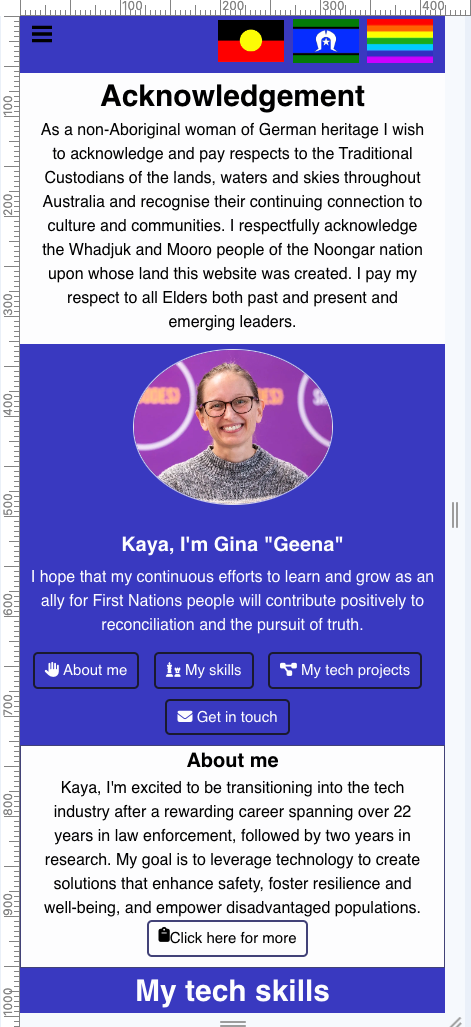 100 200 300 400
Acknowledgement
As a non-Aboriginal woman of German heritage I wish
to acknowledge and pay respects to the Traditional
Custodians of the lands, waters and skies throughout
Australia and recognise their continuing connection to
culture and communities. I respectfully acknowledge
the Whadjuk and Mooro people of the Noongar nation
upon whose land this website was created. I pay my
respect to all Elders both past and present and
emerging leaders.
Kaya, I'm Gina "Geena"
I hope that my continuous efforts to learn and grow as an
ally for First Nations people will contribute positively to
reconciliation and the pursuit of truth.
About me My skills My tech projects
Get in touch
About me
Kaya, I'm excited to be transitioning into the tech
industry after a rewarding career spanning over 22
years in law enforcement, followed by two years in
research. My goal is to leverage technology to create
solutions that enhance safety, foster resilience and
well-being, and empower disadvantaged populations.
Click here for more
My tech skills
100
200
300
400
500
600
700
800
900
1000